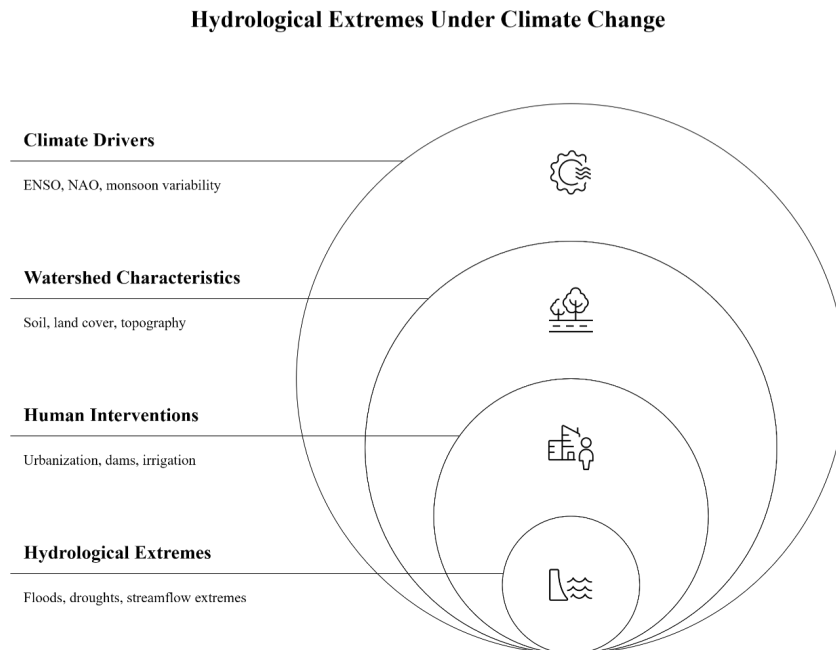 Hydrological Extremes Under Climate Change
Climate Drivers
ENSO, NAO, monsoon variability
Watershed Characteristics
Soil, land cover, topography
Human Interventions
Urbanization, dams, irrigation
Hydrological Extremes
Floods, droughts, streamflow extremes